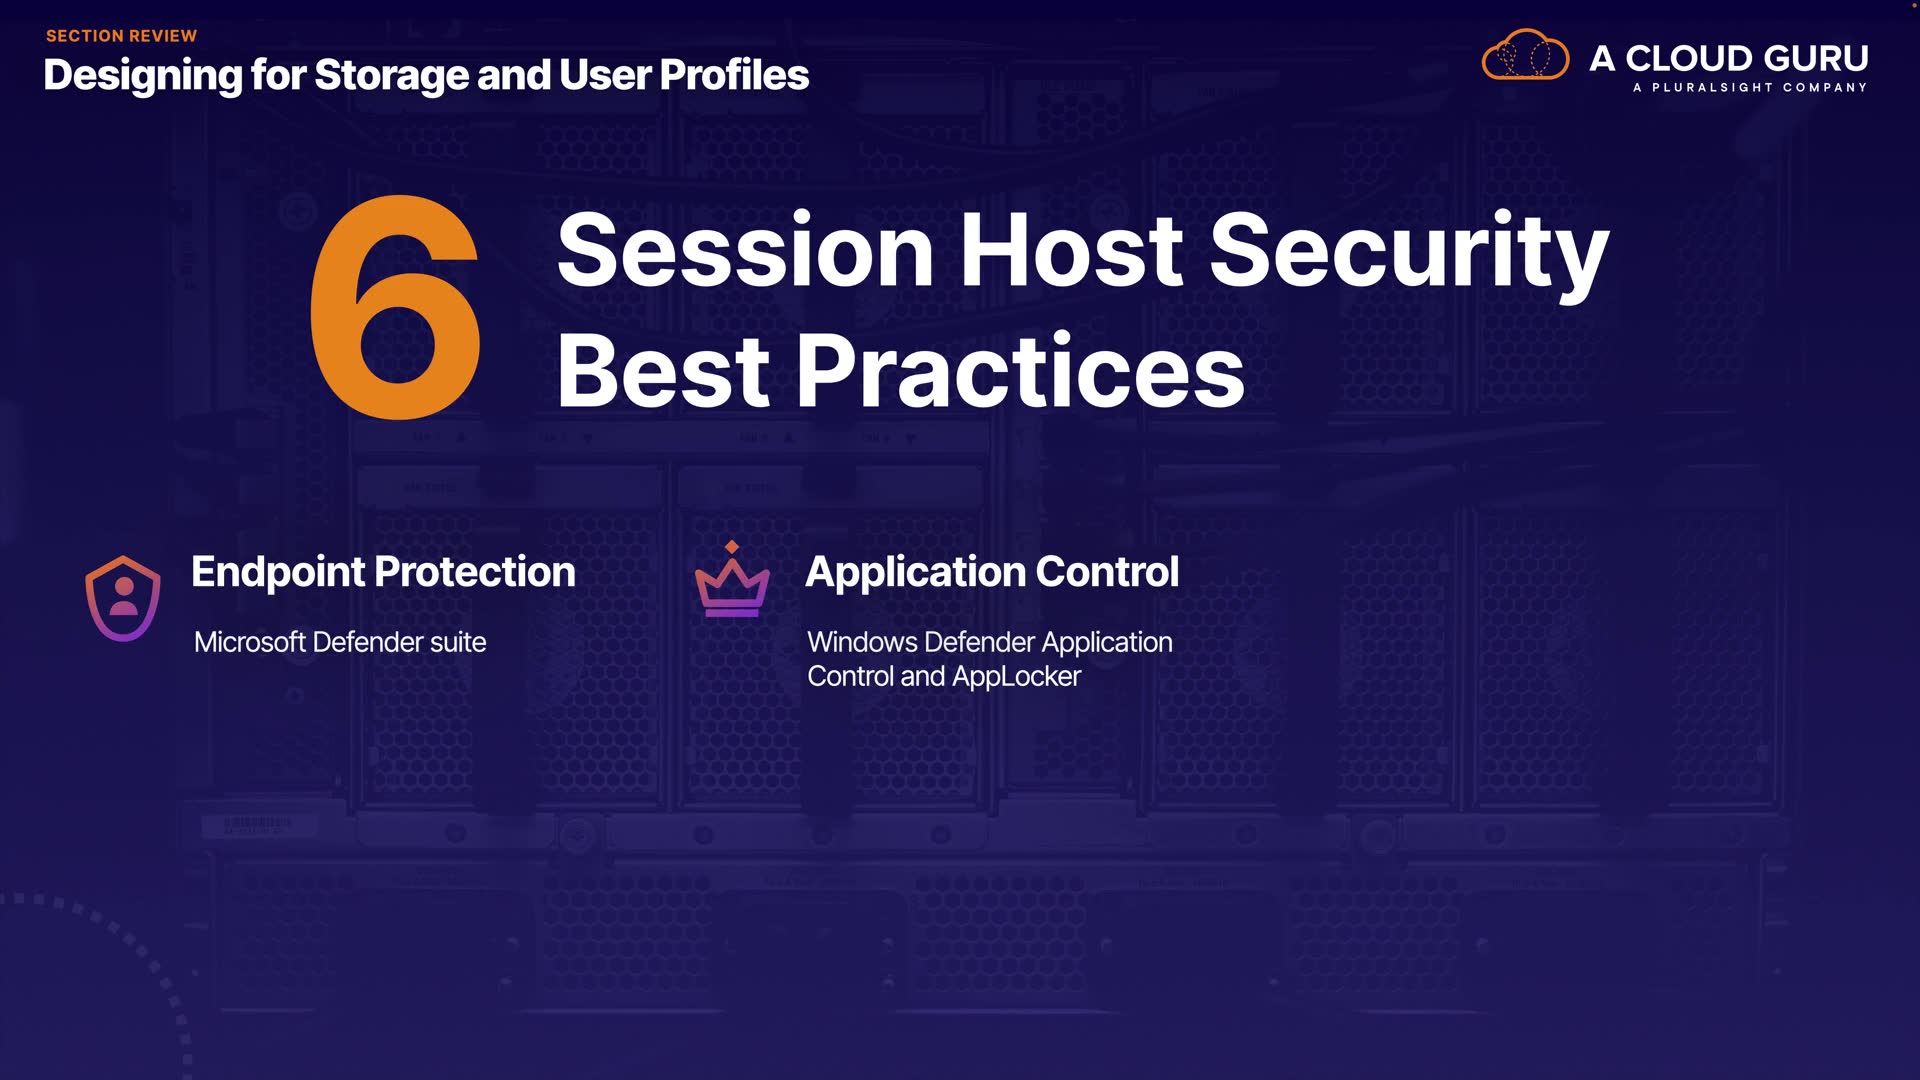 SECTION REVIEW
Designing for Storage and User Profiles
A CLOUD GURU
A PLURALSIGHT COMPANY
6
Session Host Security
Best Practices
Endpoint Protection
Microsoft Defender suite
Application Control
Windows Defender Application
Control and AppLocker